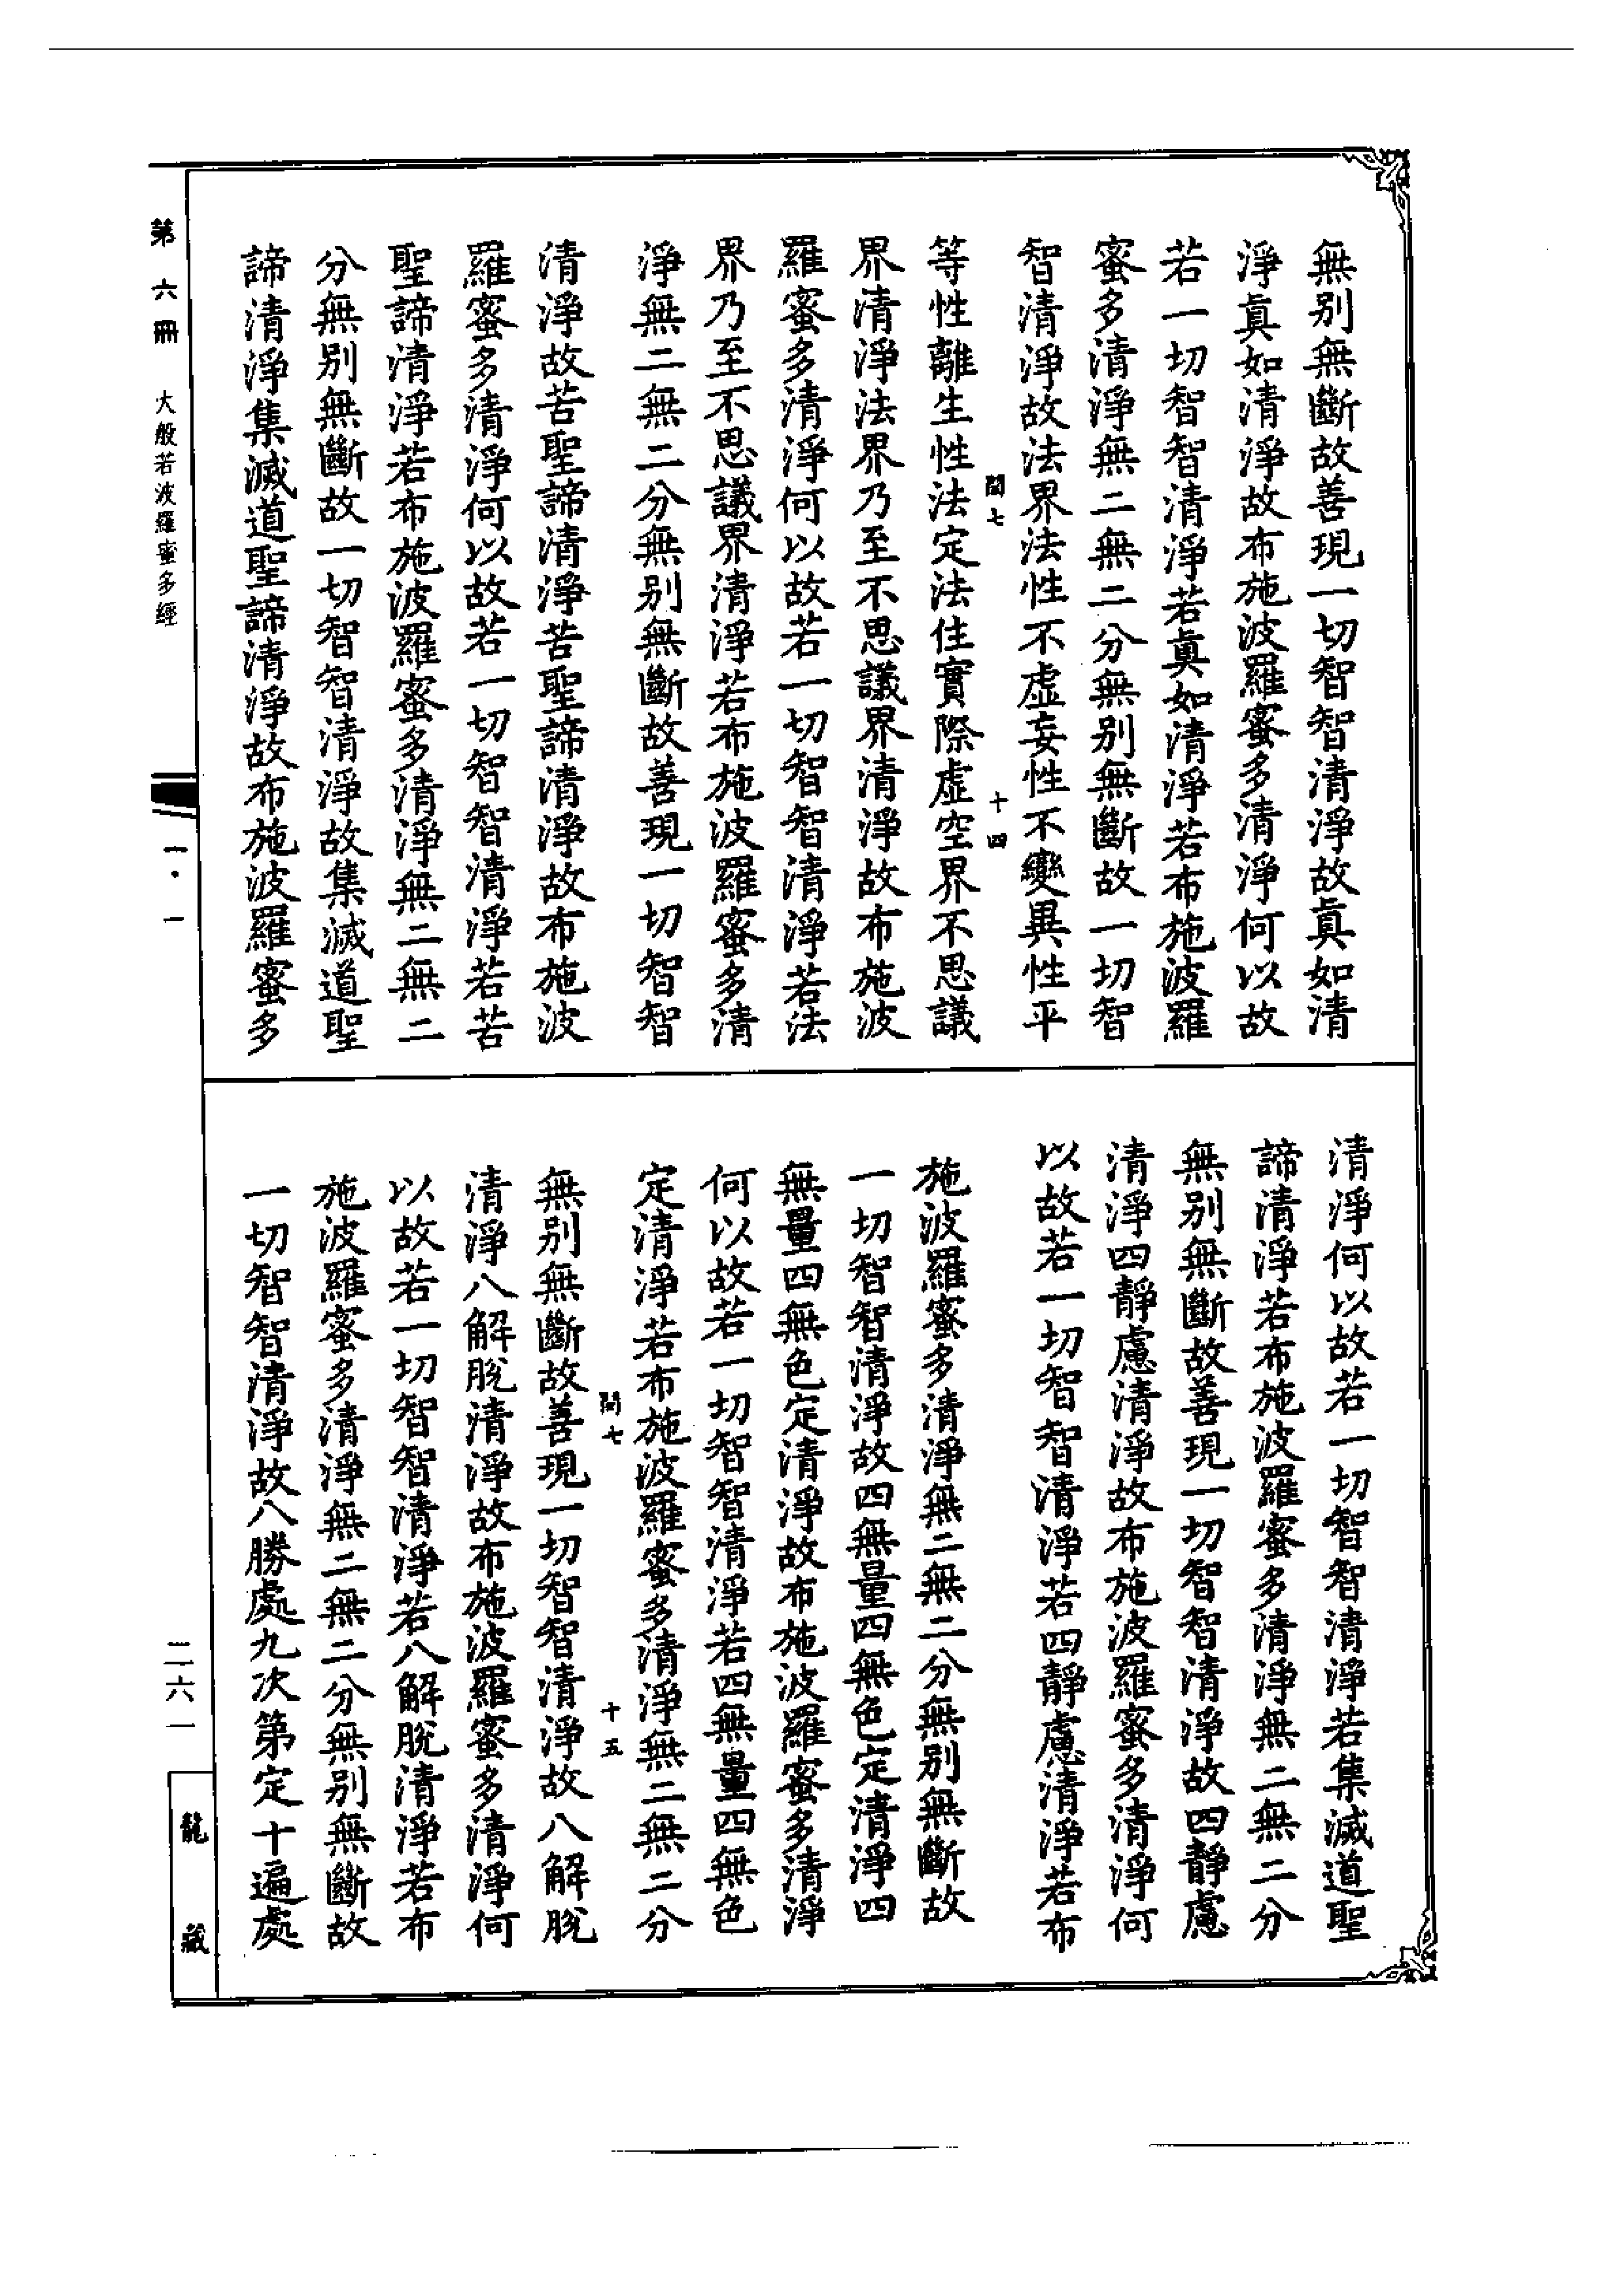 無別無斷故善現一切智智清淨故真如清
淨真如清淨故布施波羅蜜多清淨何以故
若一切智智清淨若真如清淨若布施波羅
蜜多清淨無二無二分無別無斷故一切智
智清淨故法界法性不虛妄性不變異性平
閏七 十四
等性離生性法定法住實際虛空界不思議
界清淨法界乃至不思議界清淨故布施波
羅蜜多清淨何以故若一切智智清淨若法
界乃至不思議界清淨若布施波羅蜜多清
淨無二無二分無別無斷故善現一切智智
清淨故苦聖諦清淨苦聖諦清淨故布施波
羅蜜多清淨何以故若一切智智清淨若苦
聖諦清淨若布施波羅蜜多清淨無二無二
分無別無斷故一切智智清淨故集滅道聖
諦清淨集滅道聖諦清淨故布施波羅蜜多
清淨何以故若一切智智清淨若集滅道聖
諦清淨若布施波羅蜜多清淨無二無二分
無別無斷故善現一切智智清淨故四靜慮
清淨四靜慮清淨故布施波羅蜜多清淨何
以故若一切智智清淨若四靜慮清淨若布
施波羅蜜多清淨無二無二分無別無斷故
一切智智清淨故四無量四無色定清淨四
無量四無色定清淨故布施波羅蜜多清淨
何以故若一切智智清淨若四無量四無色
定清淨若布施波羅蜜多清淨無二無二分
閏七 十五
無別無斷故善現一切智智清淨故八解脫
清淨八解脫清淨故布施波羅蜜多清淨何
以故若一切智智清淨若八解脫清淨若布
施波羅蜜多清淨無二無二分無別無斷故
一切智智清淨故八勝處九次第定十遍處
第六冊 大般若波羅蜜多經
一·一
二六一
龍藏